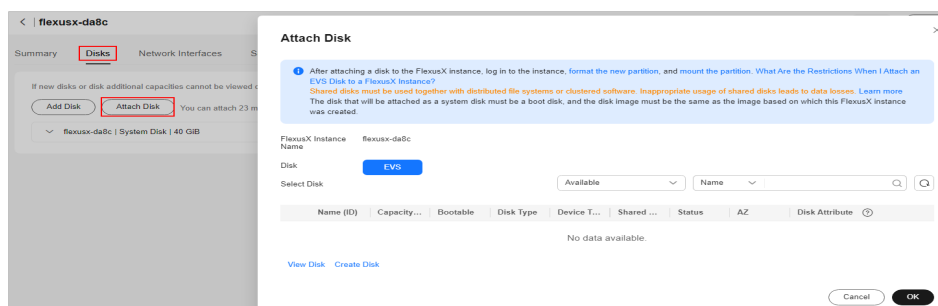 flexusx-da8c
Summary Disks Network Interfaces S
If new disks or disk additional capacities cannot be viewed
Add Disk Attach Disk You can attach 23 m
flexusx-da8c | System Disk | 40 GiB
Attach Disk
After attaching a disk to the FlexusX instance, log in to the instance, format the new partition, and mount the partition. What Are the Restrictions When I Attach an
EVS Disk to a FlexusX Instance?
Shared disks must be used together with distributed file systems or clustered software. Inappropriate usage of shared disks leads to data losses. Learn more
The disk that will be attached as a system disk must be a boot disk, and the disk image must be the same as the image based on which this FlexusX instance
was created.
FlexusX Instance flexusx-da8c
Name
Disk EVS
Select Disk Available Name
Name (ID) Capacity... Bootable Disk Type Device T... Shared ... Status AZ Disk Attribute
No data available.
View Disk Create Disk
Cancel OK